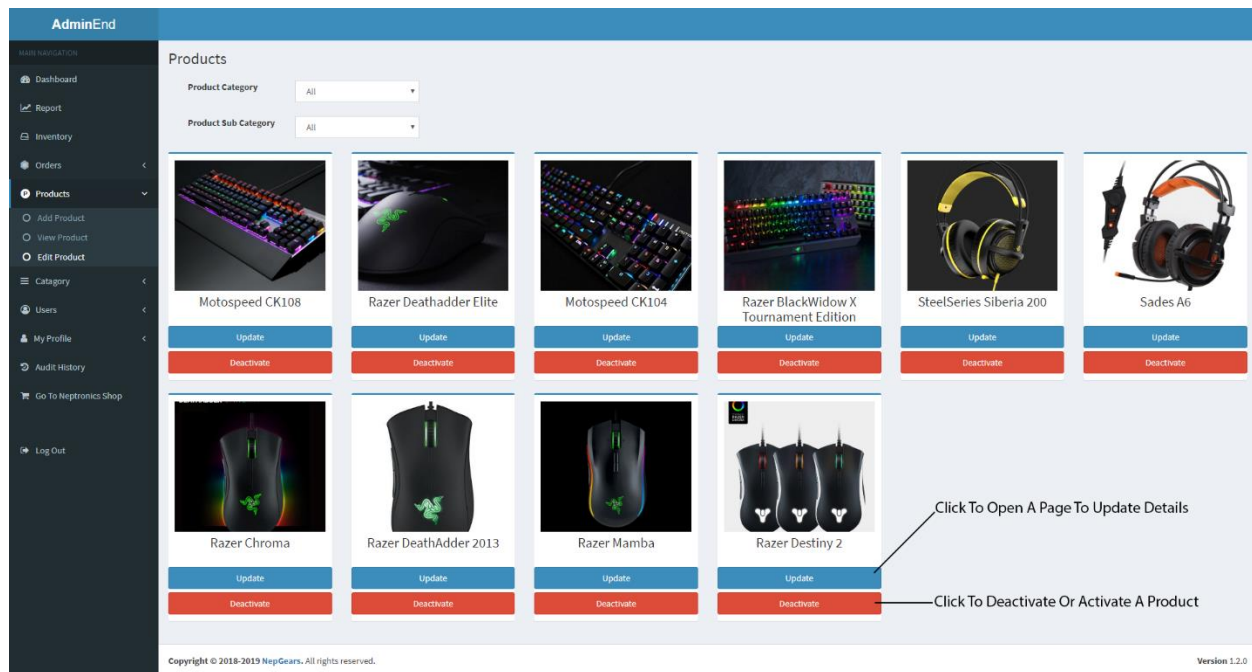 AdminEnd
MAIN NAVIGATION
Dashboard
Report
Inventory
Orders
Products
Add Product
View Product
Edit Product
Catagory
Users
My Profile
Audit History
Go To Neptronics Shop
Log Out
Products
Product Category
All
Product Sub Category
All
Motospeed CK108
Update
Deactivate
Razer Deathadder Elite
Update
Deactivate
Motospeed CK104
Update
Deactivate
Razer BlackWidow X
Tournament Edition
Update
Deactivate
SteelSeries Siberia 200
Update
Deactivate
Sades A6
Update
Deactivate
Razer Chroma
Update
Deactivate
Razer DeathAdder 2013
Update
Deactivate
Razer Mamba
Update
Deactivate
Razer Destiny 2
Update
Deactivate
Click To Open A Page To Update Details
Click To Deactivate Or Activate A Product
Copyright © 2018-2019 NepGears. All rights reserved.
Version 1.2.0